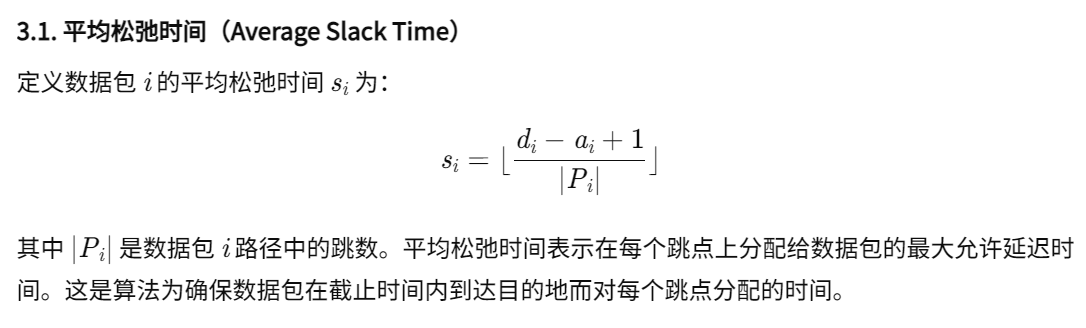 3.1. 平均松弛时间（Average Slack Time）
定义数据包 i 的平均松弛时间 s_i 为：
s_i = ⌊ \frac{d_i − a_i + 1}{|P_i|} ⌋
其中 |P_i| 是数据包 i 路径中的跳数。平均松弛时间表示在每个跳点上分配给数据包的最大允许延迟时
间。这是算法为确保数据包在截止时间内到达目的地而对每个跳点分配的时间。